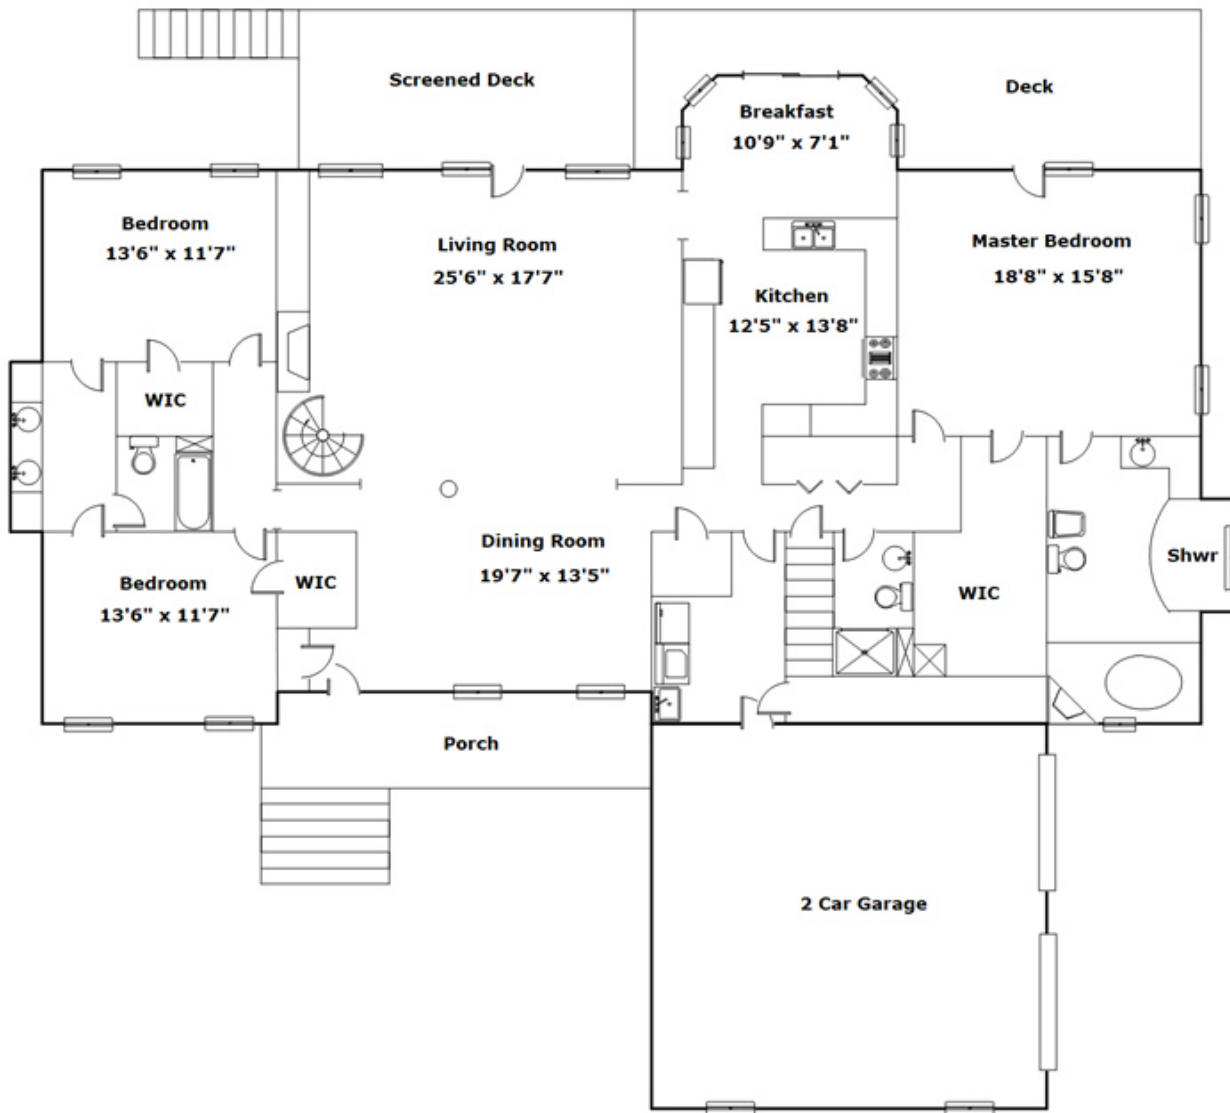 Screened Deck
Deck
Breakfast
10'9" x 7'1"
Bedroom
13'6" x 11'7"
Living Room
25'6" x 17'7"
Master Bedroom
18'8" x 15'8"
Kitchen
12'5" x 13'8"
WIC
Dining Room
19'7" x 13'5"
Shwr
Bedroom
13'6" x 11'7"
WIC
WIC
Porch
2 Car Garage